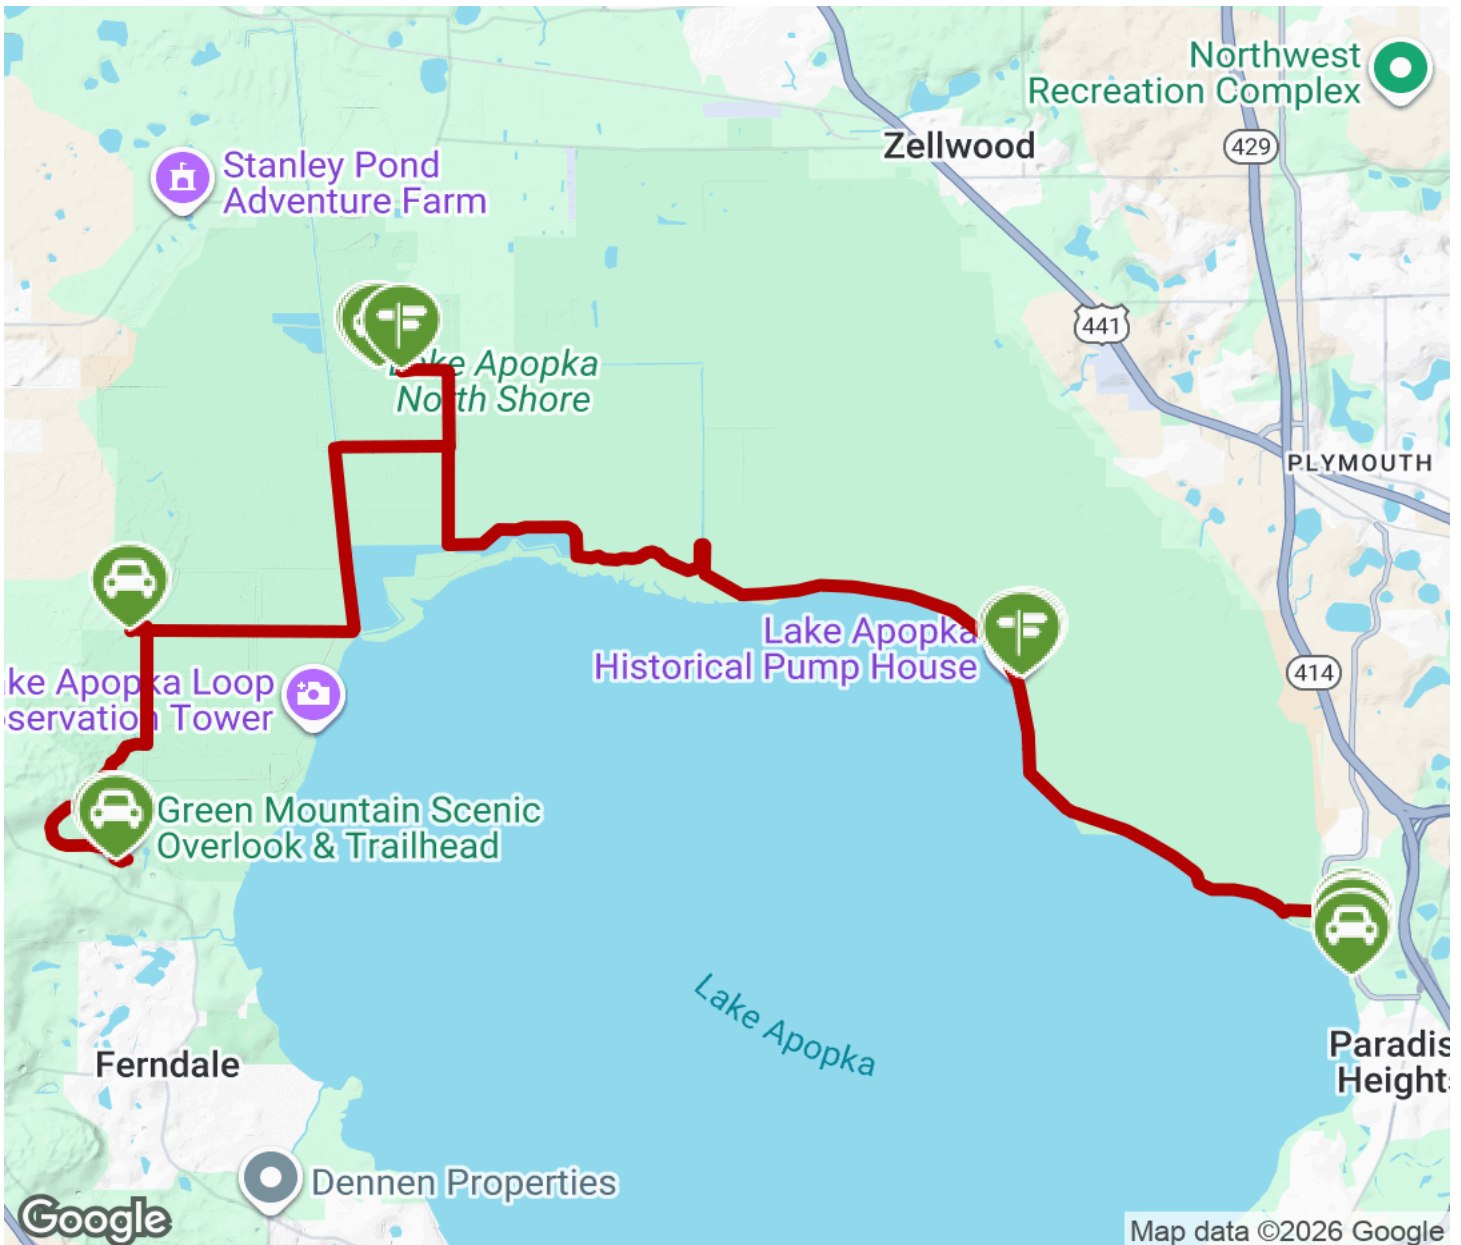 Northwest
Recreation Complex
Zellwood
429
Stanley Pond
Adventure Farm
441
Lake Apopka
North Shore
PLYMOUTH
Lake Apopka
Historical Pump House
414
ke Apopka Loop
servation Tower
Green Mountain Scenic
Overlook & Trailhead
Lake Apopka
Paradis
Heights
Ferndale
Dennen Properties
Google
Map data ©2026 Google